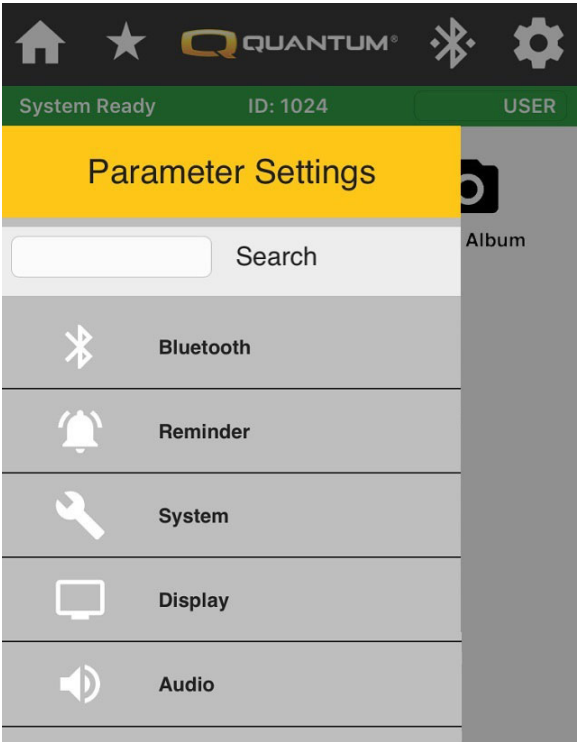 QUANTUM®
System Ready ID: 1024 USER
Parameter Settings
Album
Search
Bluetooth
Reminder
System
Display
Audio